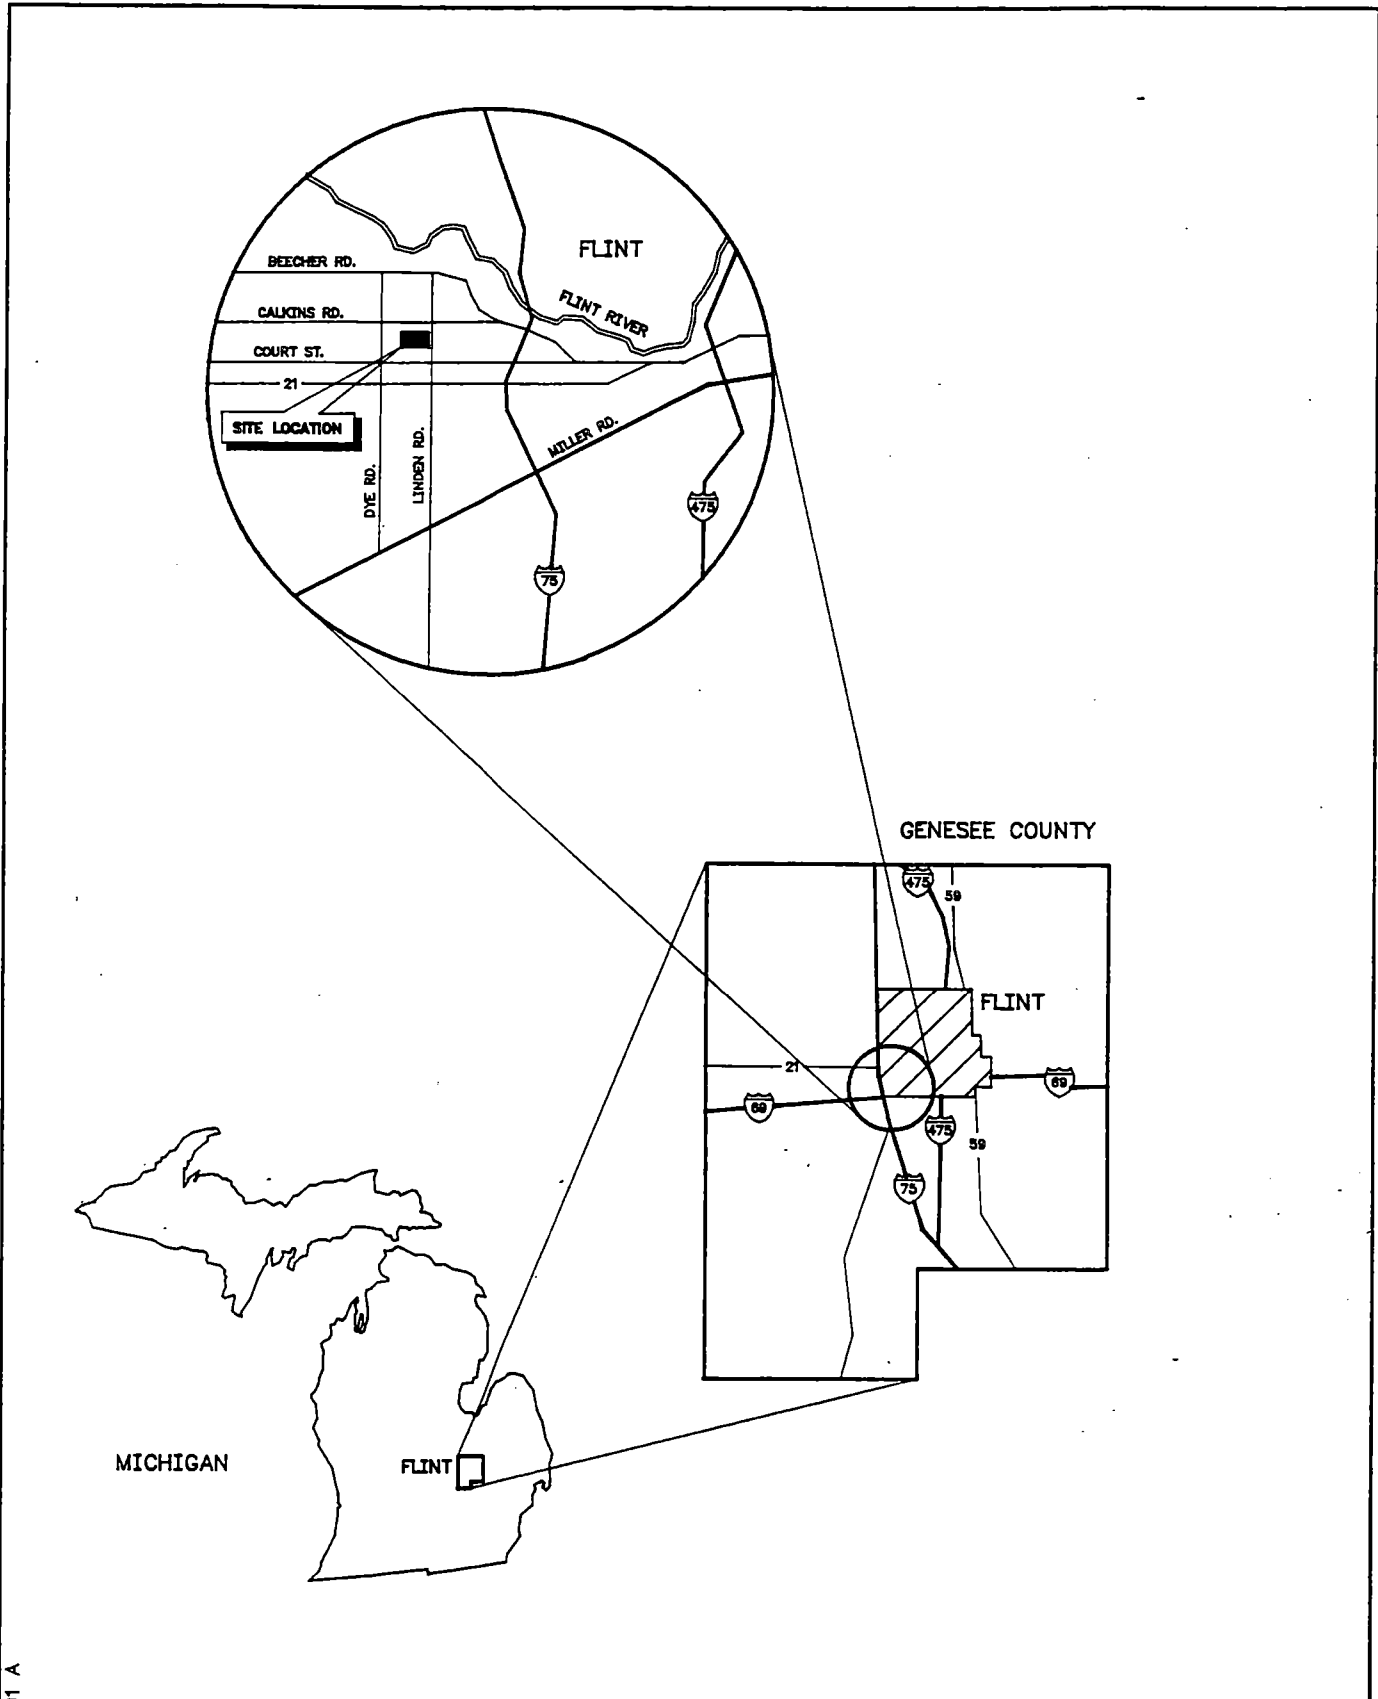 FLINT
BEECHER RD.
FLINT RIVER
CALKINS RD.
COURT ST.
21
SITE LOCATION
MILLER RD.
DYE RD.
LINDEN RD.
475
75
GENESEE COUNTY
475
59
FLINT
21
69
69
475
59
75
MICHIGAN
FLINT
1 A